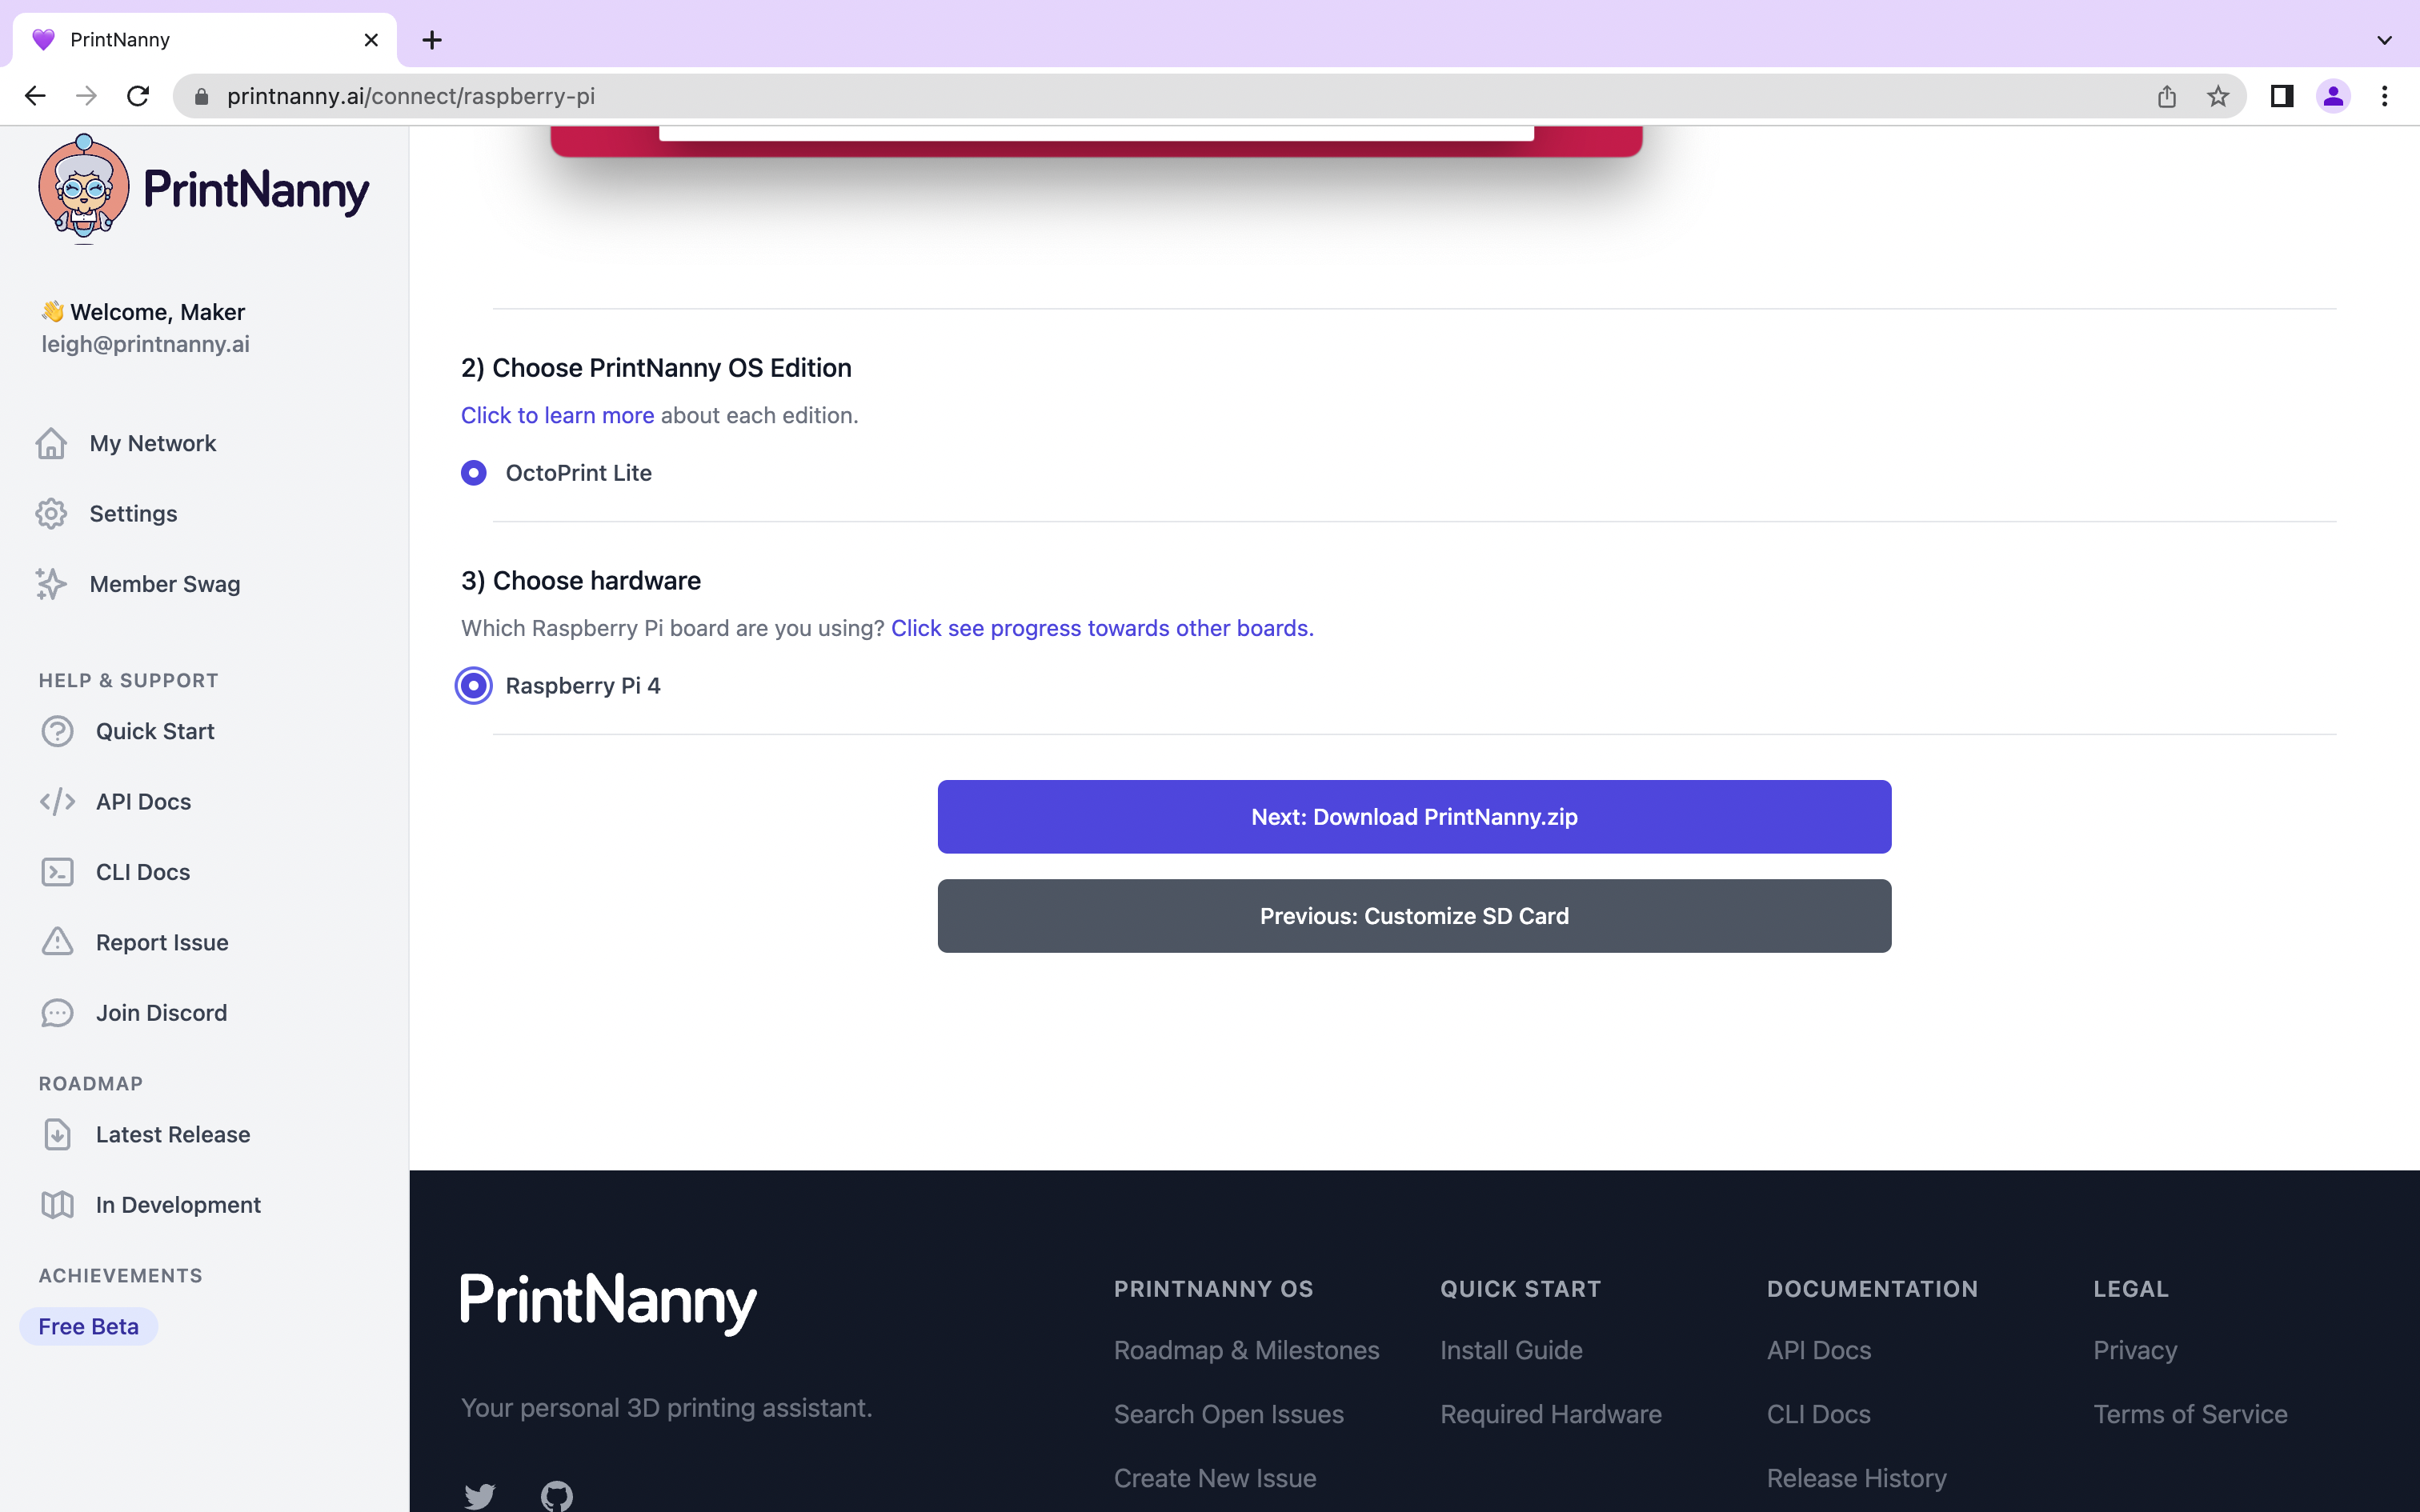 PrintNanny
printnanny.ai/connect/raspberry-pi
PrintNanny
👋 Welcome, Maker
leigh@printnanny.ai
My Network
Settings
Member Swag
HELP & SUPPORT
Quick Start
API Docs
CLI Docs
Report Issue
Join Discord
ROADMAP
Latest Release
In Development
ACHIEVEMENTS
Free Beta
2) Choose PrintNanny OS Edition
Click to learn more about each edition.
OctoPrint Lite
3) Choose hardware
Which Raspberry Pi board are you using? Click see progress towards other boards.
Raspberry Pi 4
Next: Download PrintNanny.zip
Previous: Customize SD Card
PrintNanny
Your personal 3D printing assistant.
PRINTNANNY OS
Roadmap & Milestones
Search Open Issues
Create New Issue
QUICK START
Install Guide
Required Hardware
DOCUMENTATION
API Docs
CLI Docs
Release History
LEGAL
Privacy
Terms of Service